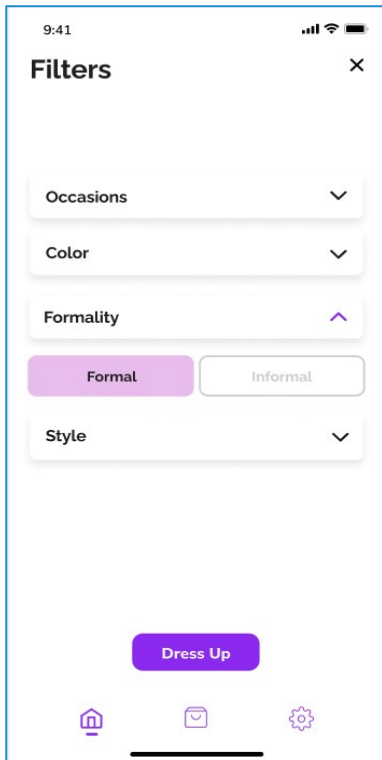 9:41
Filters
Occasions
Color
Formality
Formal Informal
Style
Dress Up